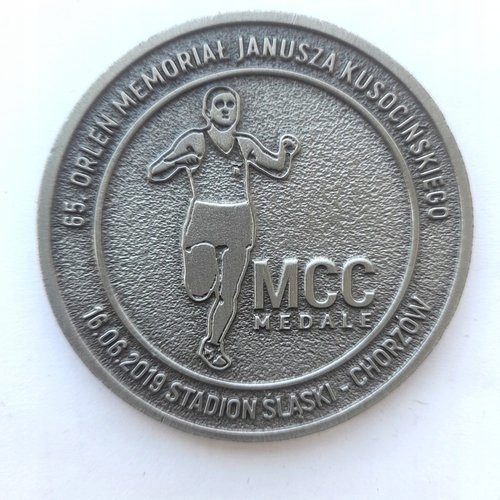 65. ORLEN MEMORIAŁ JANUSZA KUSOCIŃSKIEGO
MCC
MEDALE
16.06.2019 STADION ŚLĄSKI - CHORZÓW